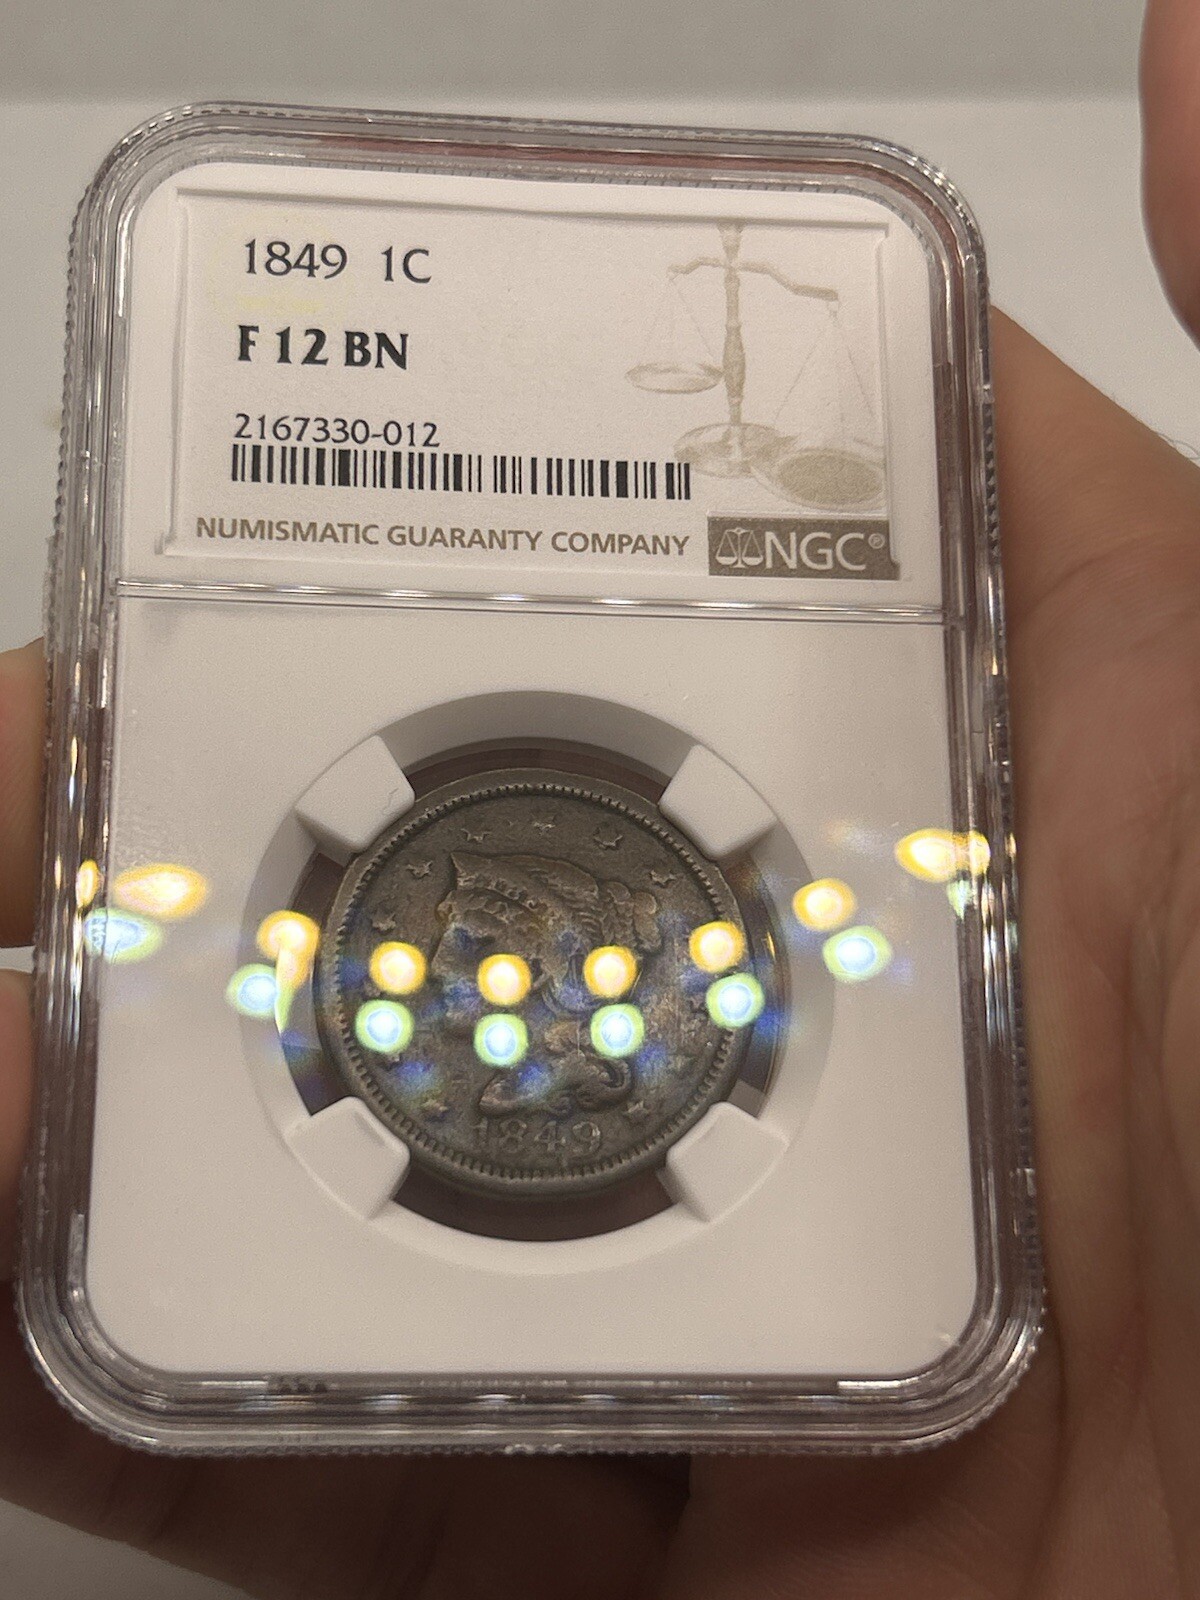 1849 1C
F 12 BN
2167330-012
NUMISMATIC GUARANTY COMPANY NGC®
1849